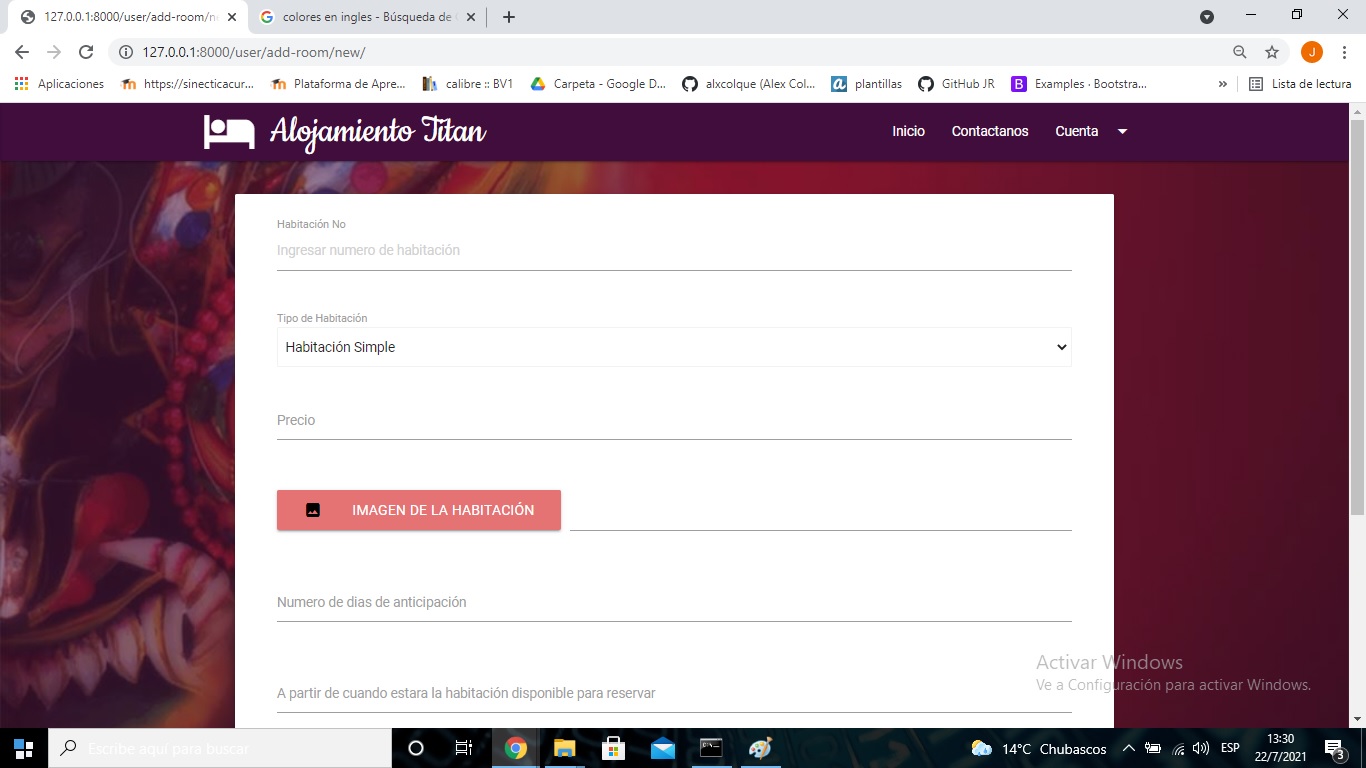 127.0.0.1:8000/user/add-room/n
colores en ingles - Búsqueda de
127.0.0.1:8000/user/add-room/new/
J
Aplicaciones https://sinecticacur... Plataforma de Apre... calibre :: BV1 Carpeta - Google D... alxcolque (Alex Col... plantillas GitHub JR Examples · Bootstra... » Lista de lectura
Alojamiento Titan Inicio Contactanos Cuenta
Habitación No
Ingresar numero de habitación
Tipo de Habitación
Habitación Simple
Precio
IMAGEN DE LA HABITACIÓN
Numero de dias de anticipación
A partir de cuando estara la habitación disponible para reservar
Activar Windows
Ve a Configuración para activar Windows.
Escribe aquí para buscar
14°C Chubascos
ESP
13:30
22/7/2021
3